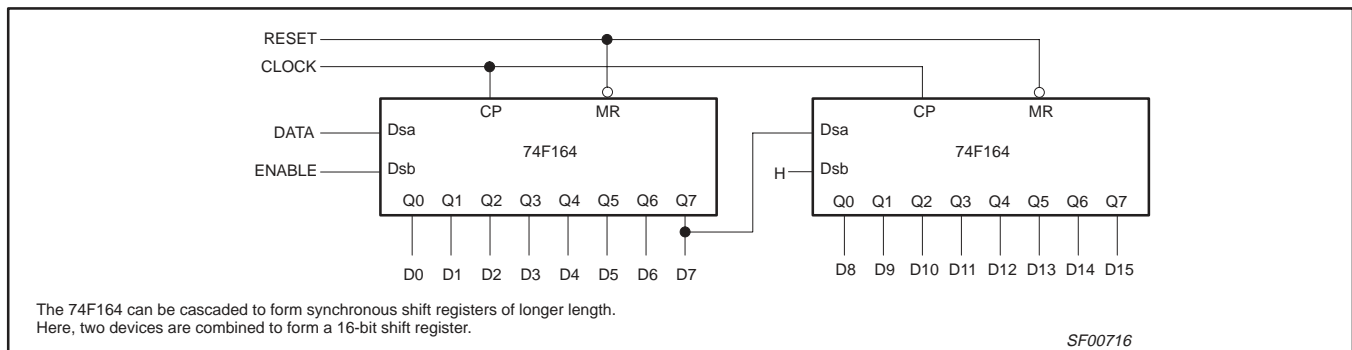 RESET
CLOCK
CP MR CP MR
DATA Dsa Dsa
74F164 74F164
ENABLE Dsb H Dsb
Q0 Q1 Q2 Q3 Q4 Q5 Q6 Q7 Q0 Q1 Q2 Q3 Q4 Q5 Q6 Q7
D0 D1 D2 D3 D4 D5 D6 D7 D8 D9 D10 D11 D12 D13 D14 D15
The 74F164 can be cascaded to form synchronous shift registers of longer length.
Here, two devices are combined to form a 16-bit shift register.
SF00716